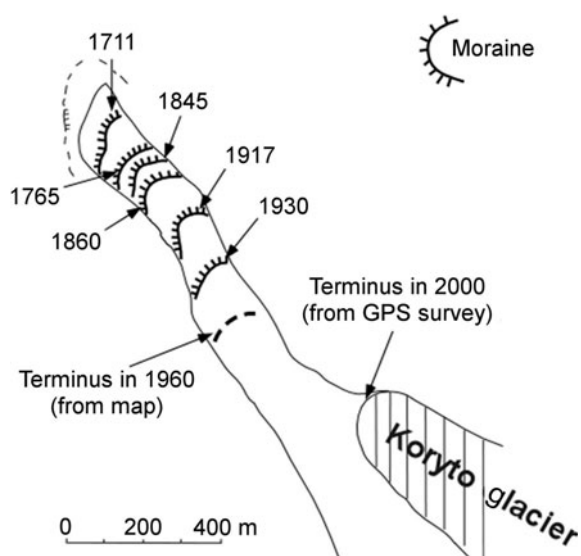 1711
Moraine
1845
1917
1765
1930
1860
Terminus in 2000
(from GPS survey)
Terminus in 1960
(from map)
Koryto glacier
0 200 400 m